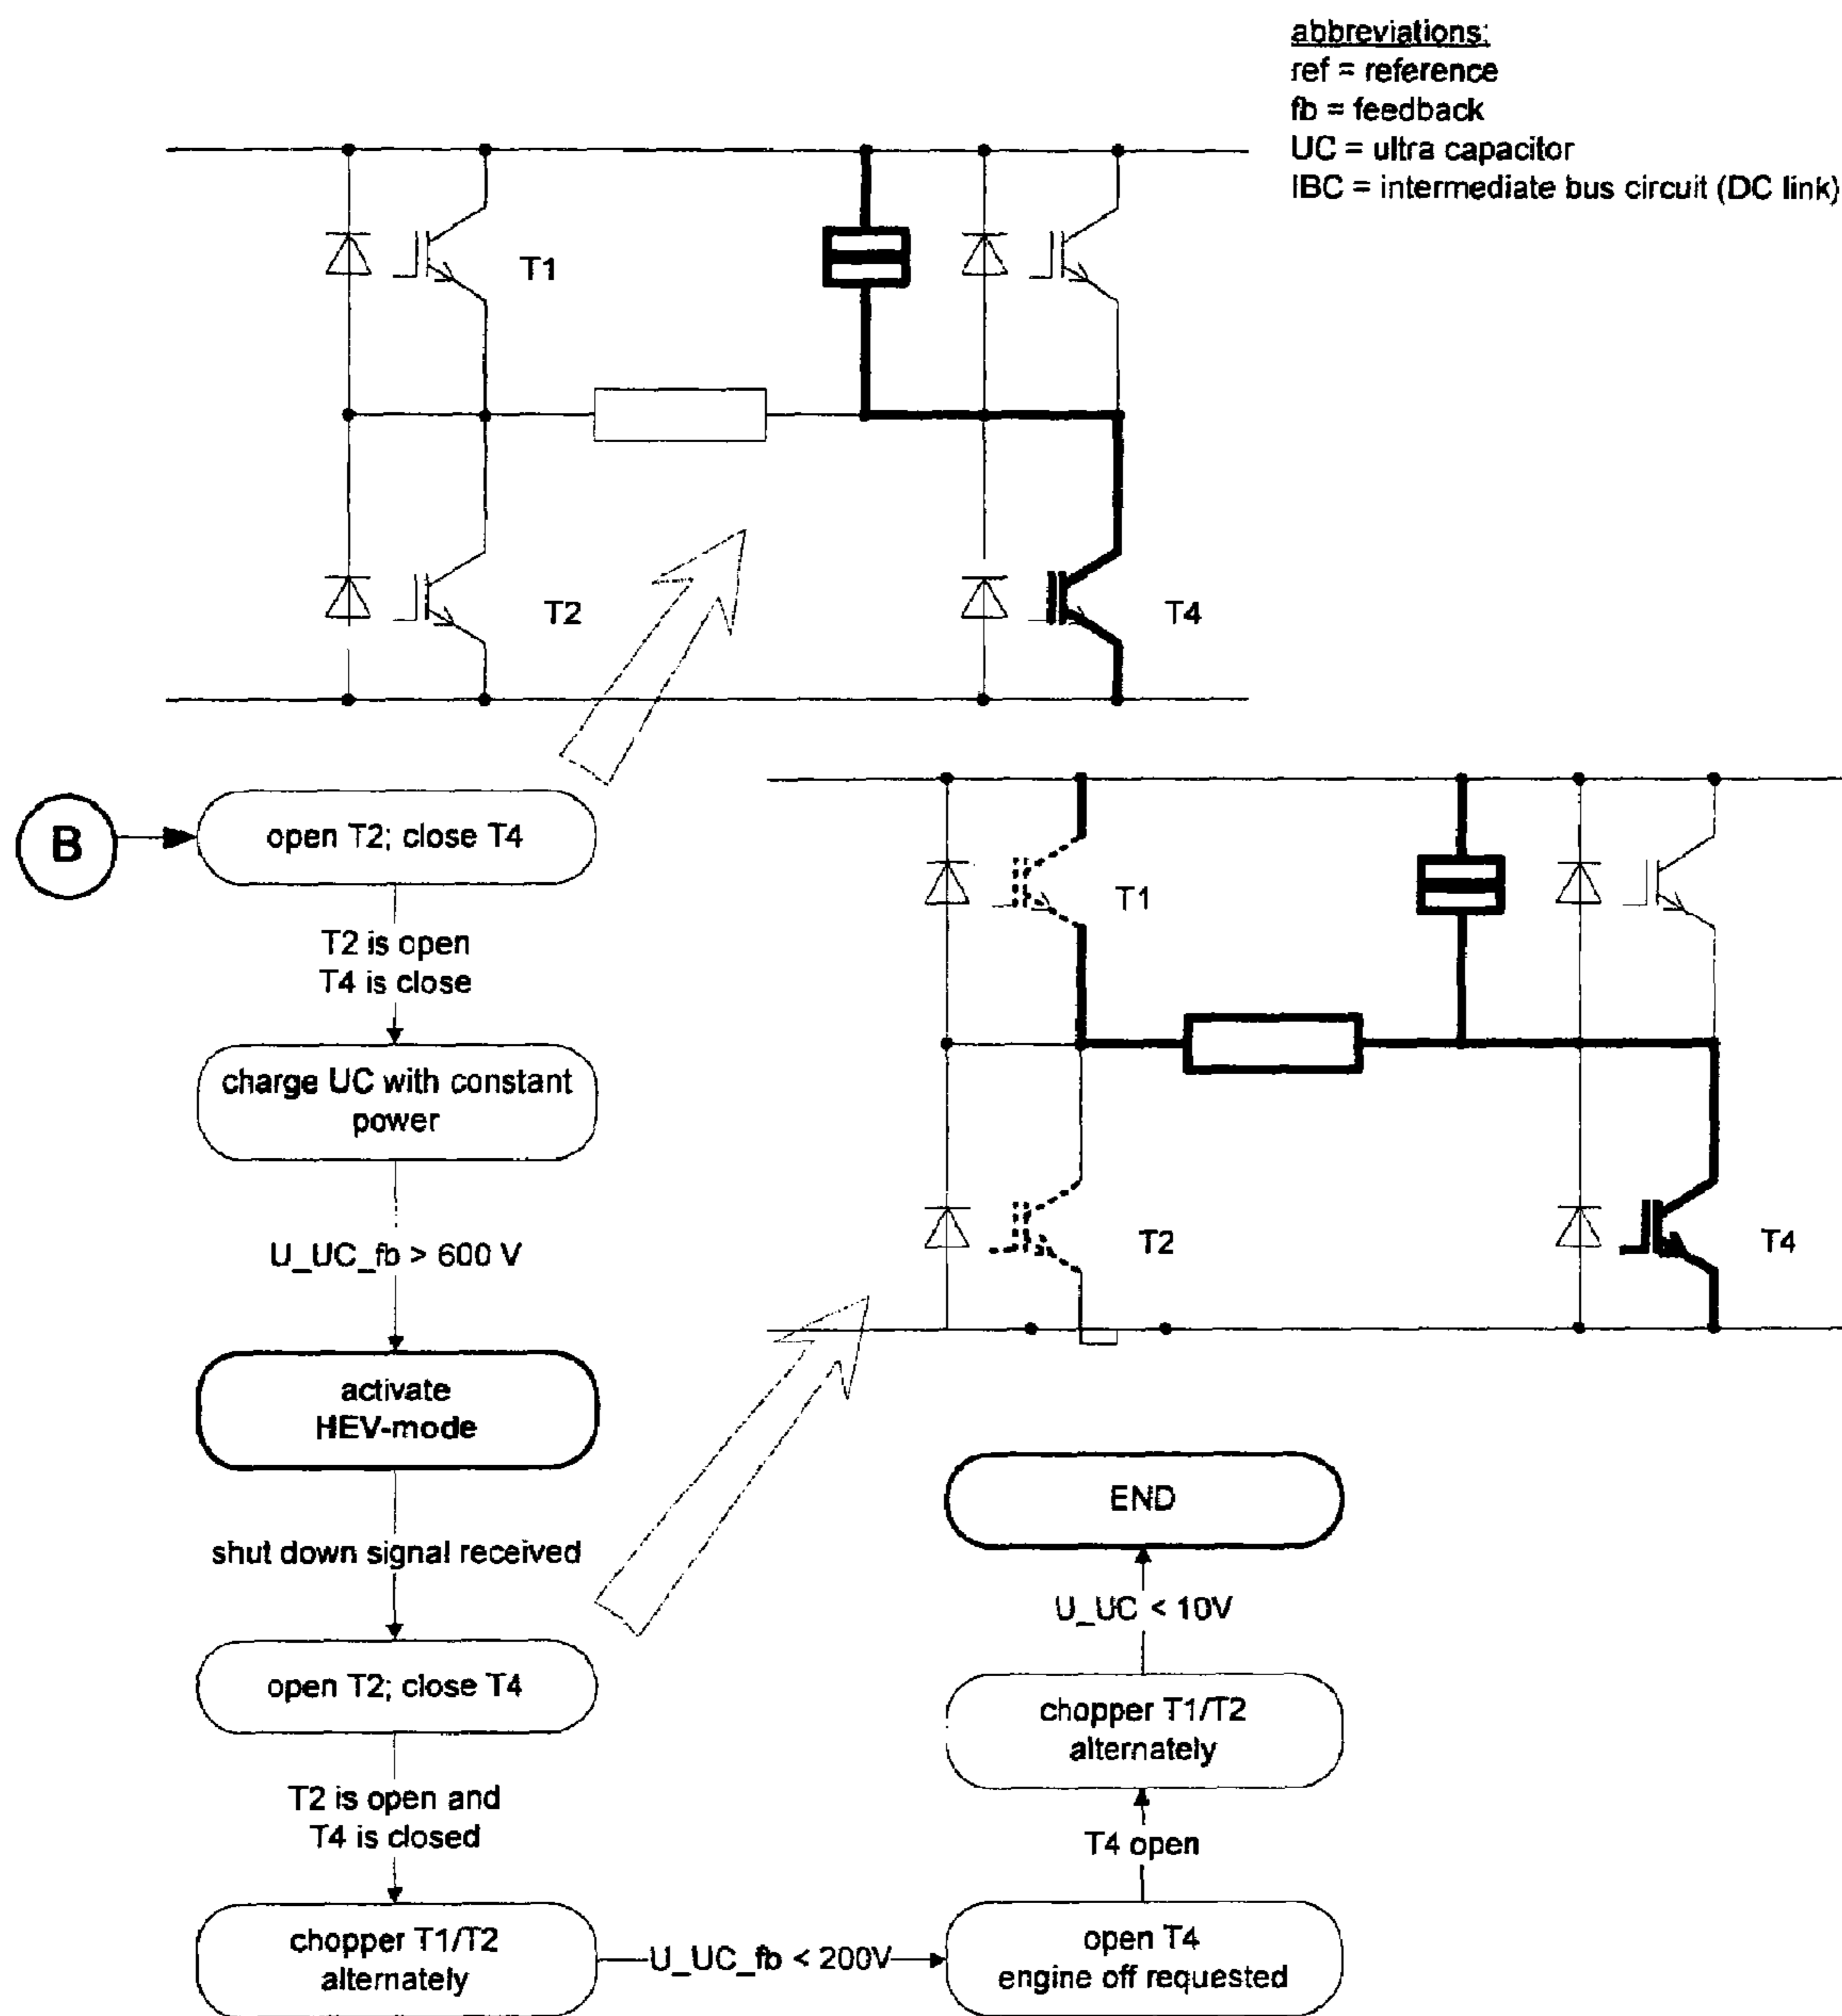 abbreviations:
ref = reference
fb = feedback
UC = ultra capacitor
IBC = intermediate bus circuit (DC link)
T1
T2
T4
B
open T2; close T4
T2 is open
T4 is close
charge UC with constant
power
U_UC_fb > 600 V
activate
HEV-mode
shut down signal received
open T2; close T4
T2 is open and
T4 is closed
chopper T1/T2
alternately
U_UC_fb < 200V
T1
T2
T4
END
U_UC < 10V
chopper T1/T2
alternately
T4 open
open T4
engine off requested